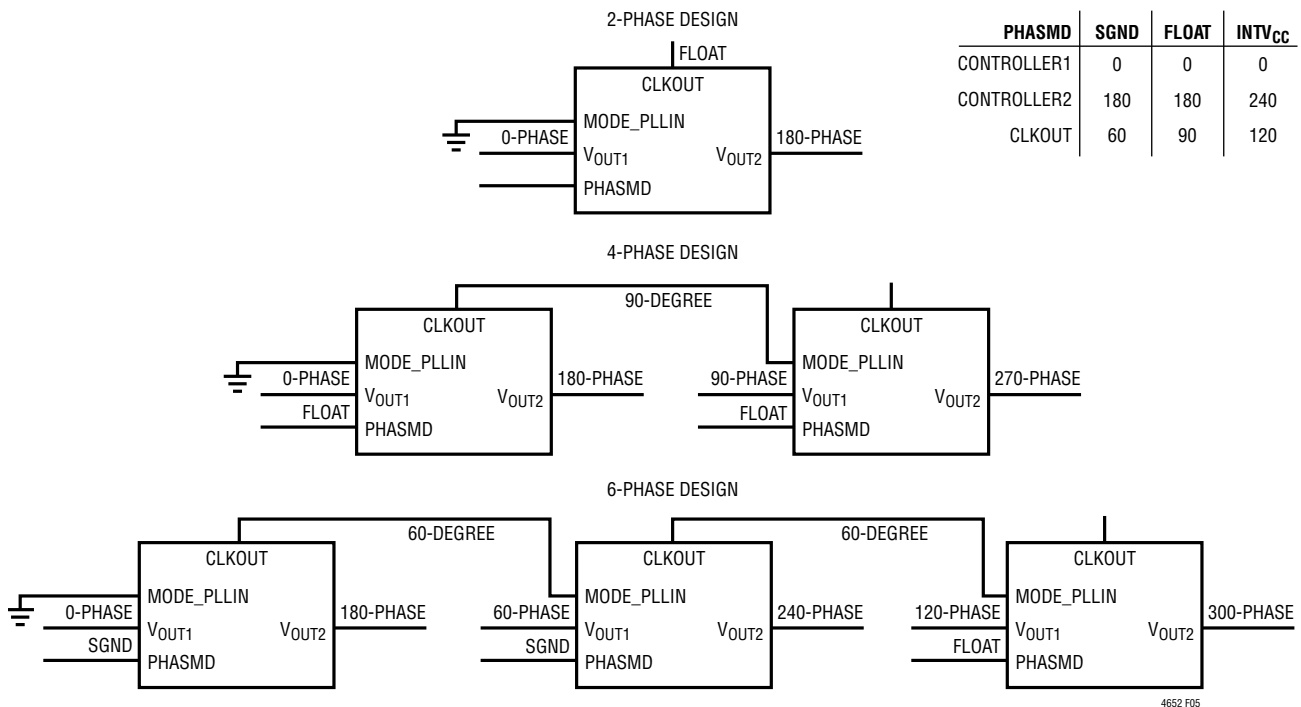 2-PHASE DESIGN
FLOAT
CLKOUT
MODE_PLLIN
0-PHASE
VOUT1
VOUT2
180-PHASE
PHASMD
PHASMD SGND FLOAT INTVCC
CONTROLLER1 0 0 0
CONTROLLER2 180 180 240
CLKOUT 60 90 120
4-PHASE DESIGN
90-DEGREE
CLKOUT
MODE_PLLIN
0-PHASE
VOUT1
VOUT2
180-PHASE
FLOAT
PHASMD
CLKOUT
MODE_PLLIN
90-PHASE
VOUT1
VOUT2
270-PHASE
FLOAT
PHASMD
6-PHASE DESIGN
60-DEGREE
60-DEGREE
CLKOUT
MODE_PLLIN
0-PHASE
VOUT1
VOUT2
180-PHASE
SGND
PHASMD
CLKOUT
MODE_PLLIN
60-PHASE
VOUT1
VOUT2
240-PHASE
SGND
PHASMD
CLKOUT
MODE_PLLIN
120-PHASE
VOUT1
VOUT2
300-PHASE
FLOAT
PHASMD
4652 F05